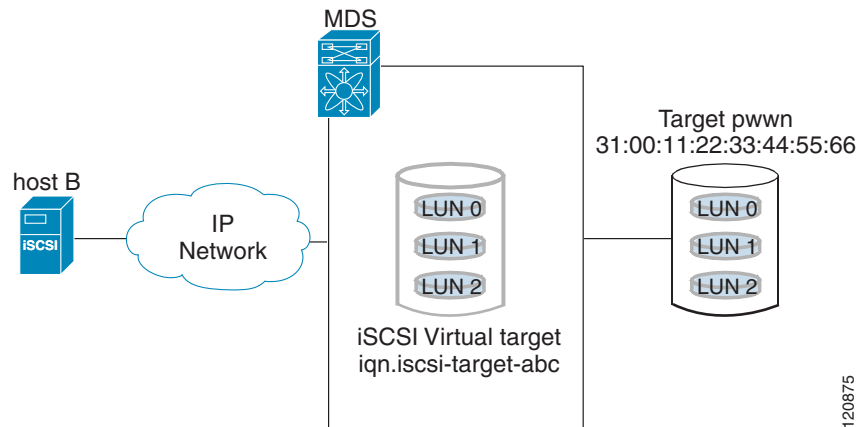 MDS
Target pwwn
31:00:11:22:33:44:55:66
host B
iSCSI
IP
Network
LUN 0
LUN 1
LUN 2
iSCSI Virtual target
iqn.iscsi-target-abc
LUN 0
LUN 1
LUN 2
120875